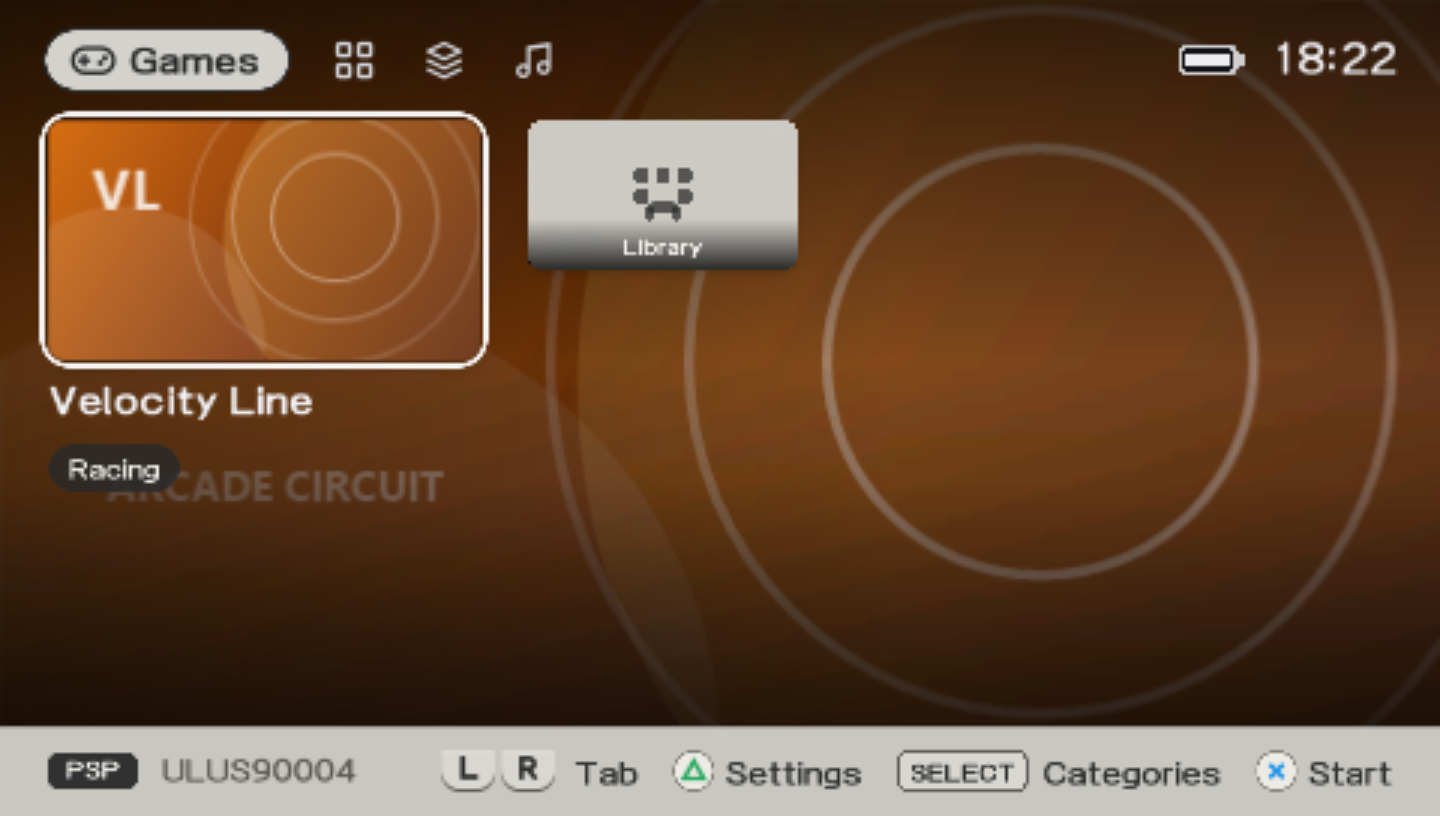 Games
18:22
VL
Library
Velocity Line
Racing
ARCADE CIRCUIT
PSP ULUS90004 L R Tab Settings SELECT Categories Start